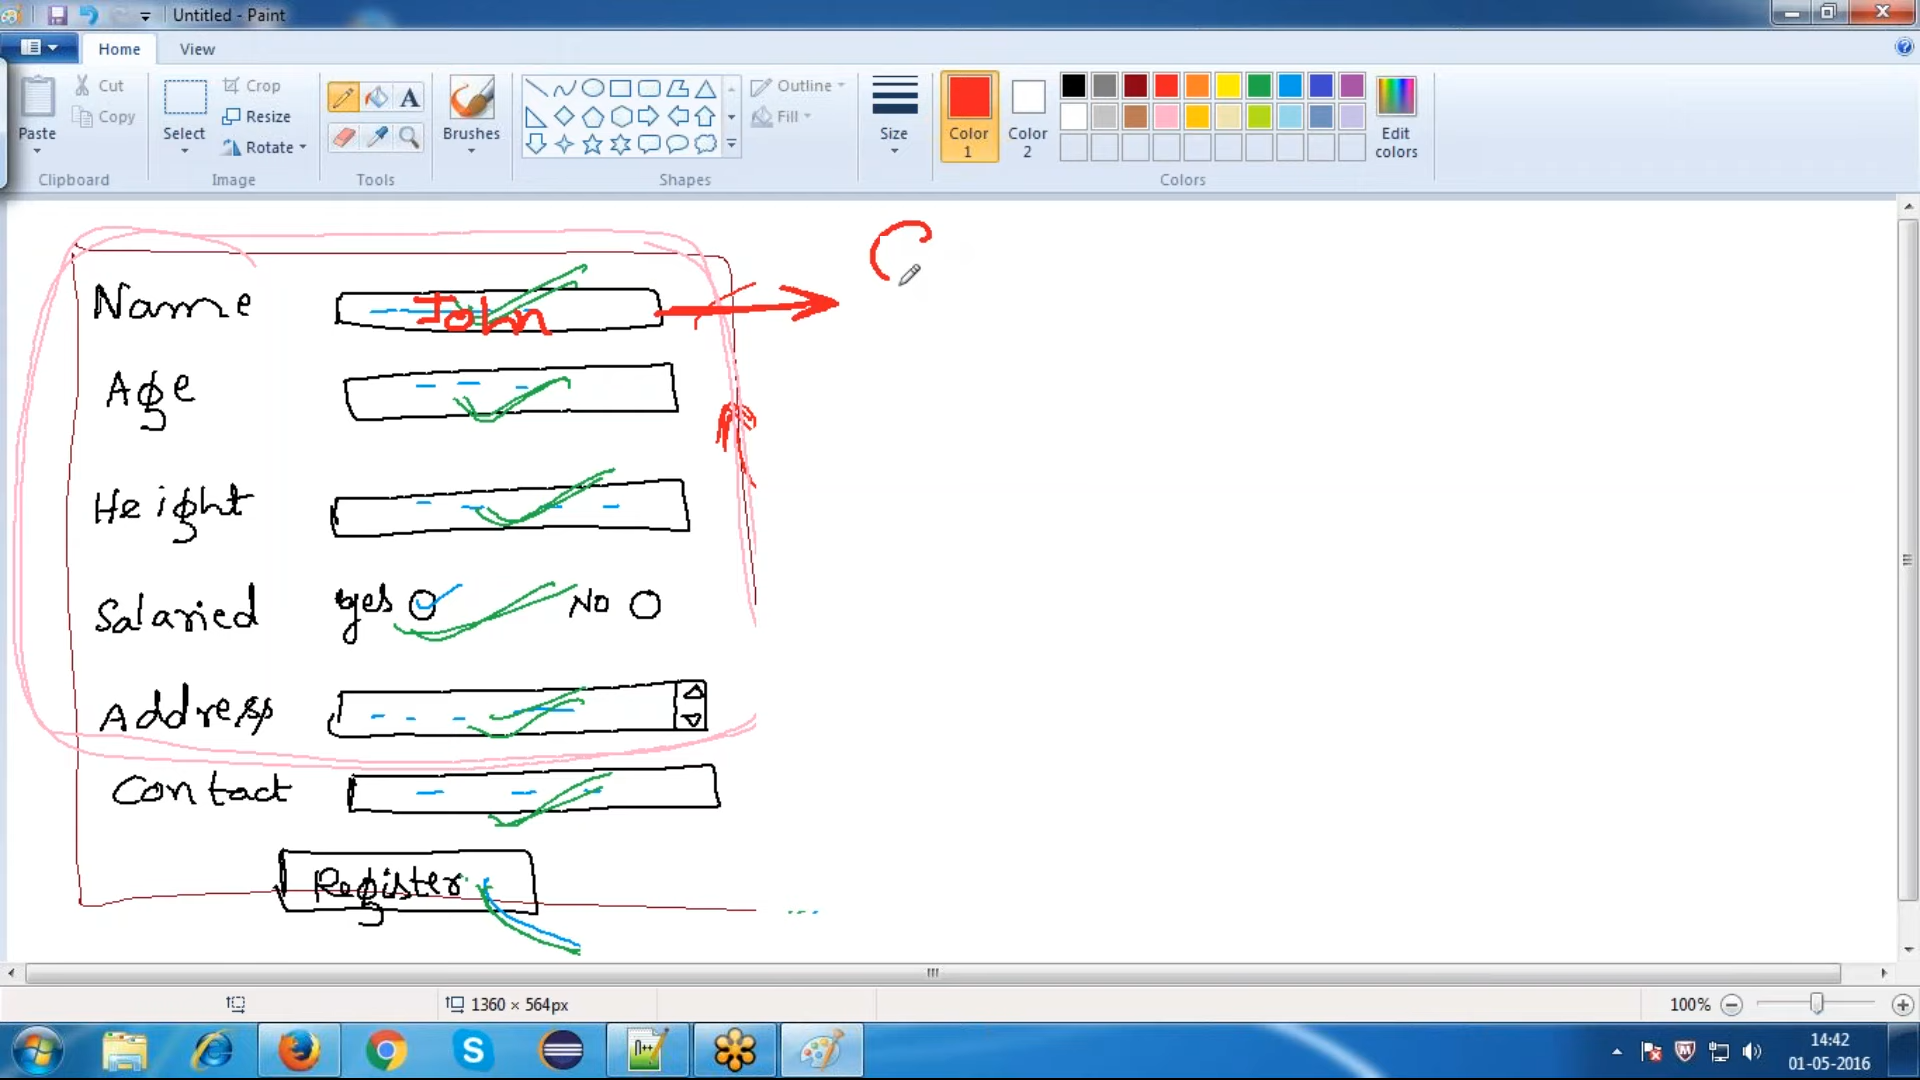 Untitled - Paint
Home View
Paste
Cut
Copy
Clipboard
Select
Crop
Resize
Rotate
Image
A
Tools
Brushes
Shapes
Outline
Fill
Size
Color 1
Color 2
Edit colors
Colors
Name John
Age
Height
Salaried yes No
Address
Contact
Register
1360 × 564px
100%
S N++ M 14:42
01-05-2016